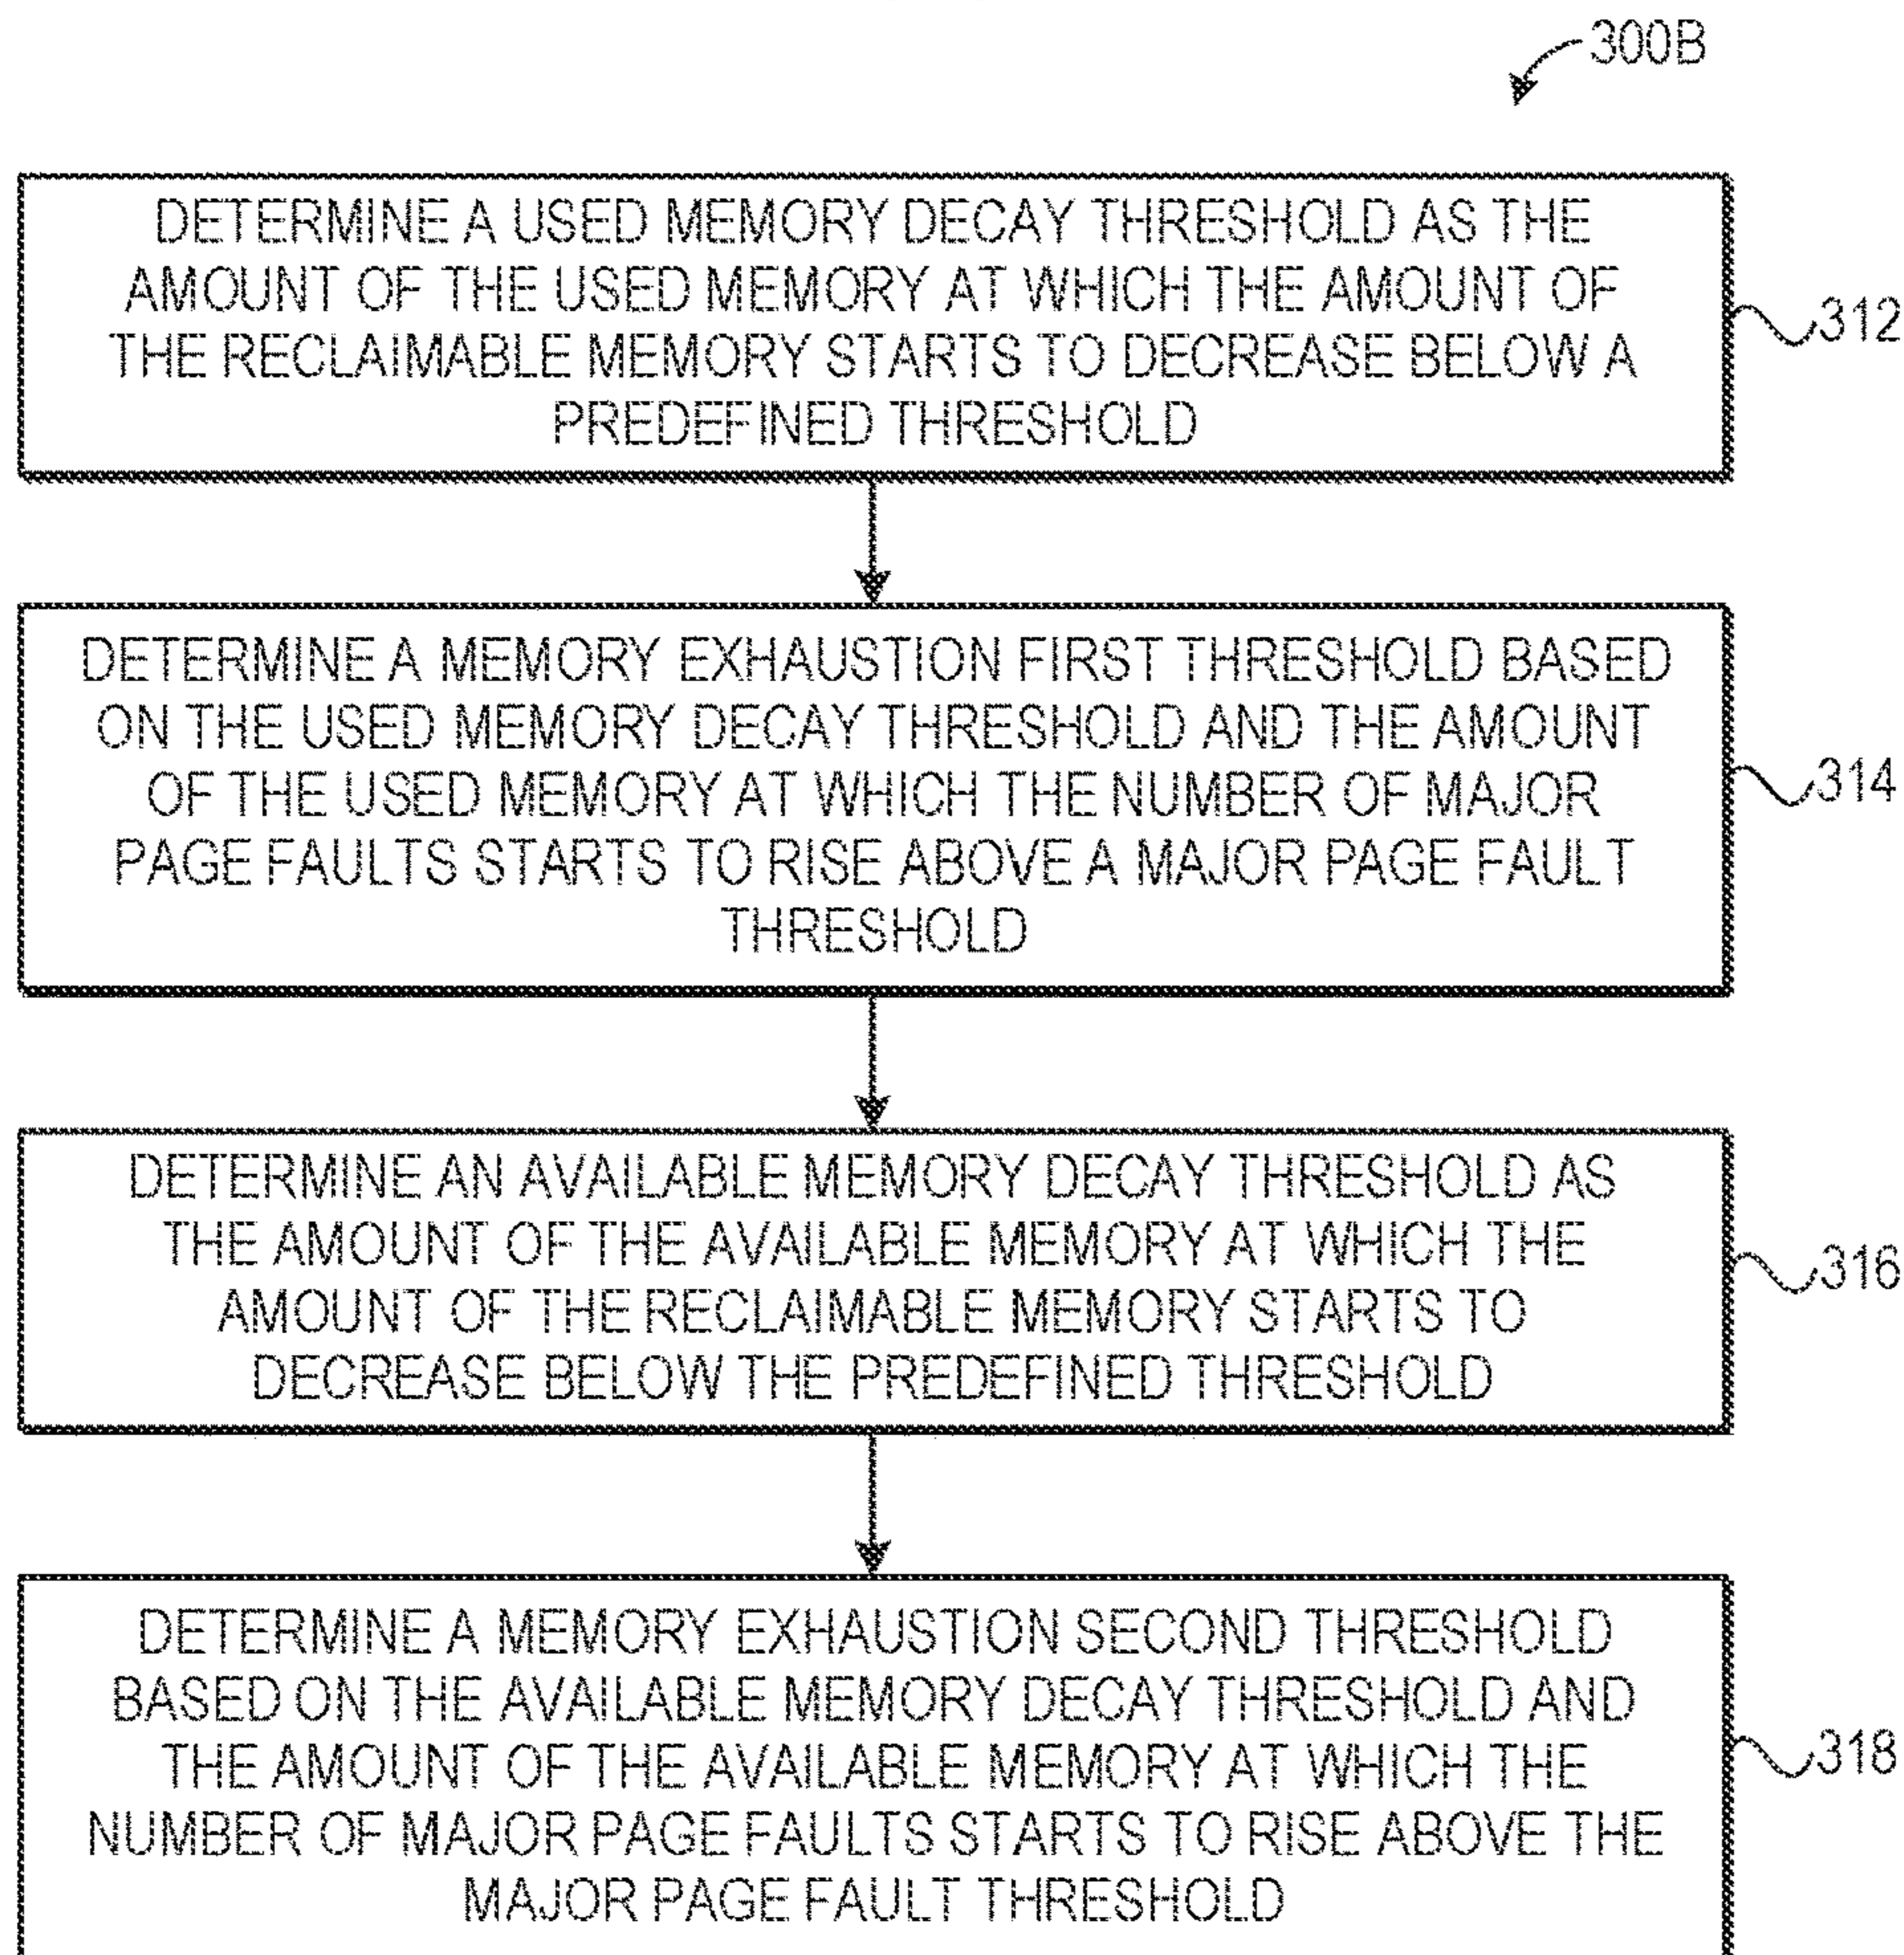 300B
DETERMINE A USED MEMORY DECAY THRESHOLD AS THE
AMOUNT OF THE USED MEMORY AT WHICH THE AMOUNT OF
THE RECLAIMABLE MEMORY STARTS TO DECREASE BELOW A
PREDEFINED THRESHOLD
312
DETERMINE A MEMORY EXHAUSTION FIRST THRESHOLD BASED
ON THE USED MEMORY DECAY THRESHOLD AND THE AMOUNT
OF THE USED MEMORY AT WHICH THE NUMBER OF MAJOR
PAGE FAULTS STARTS TO RISE ABOVE A MAJOR PAGE FAULT
THRESHOLD
314
DETERMINE AN AVAILABLE MEMORY DECAY THRESHOLD AS
THE AMOUNT OF THE AVAILABLE MEMORY AT WHICH THE
AMOUNT OF THE RECLAIMABLE MEMORY STARTS TO
DECREASE BELOW THE PREDEFINED THRESHOLD
316
DETERMINE A MEMORY EXHAUSTION SECOND THRESHOLD
BASED ON THE AVAILABLE MEMORY DECAY THRESHOLD AND
THE AMOUNT OF THE AVAILABLE MEMORY AT WHICH THE
NUMBER OF MAJOR PAGE FAULTS STARTS TO RISE ABOVE THE
MAJOR PAGE FAULT THRESHOLD
318